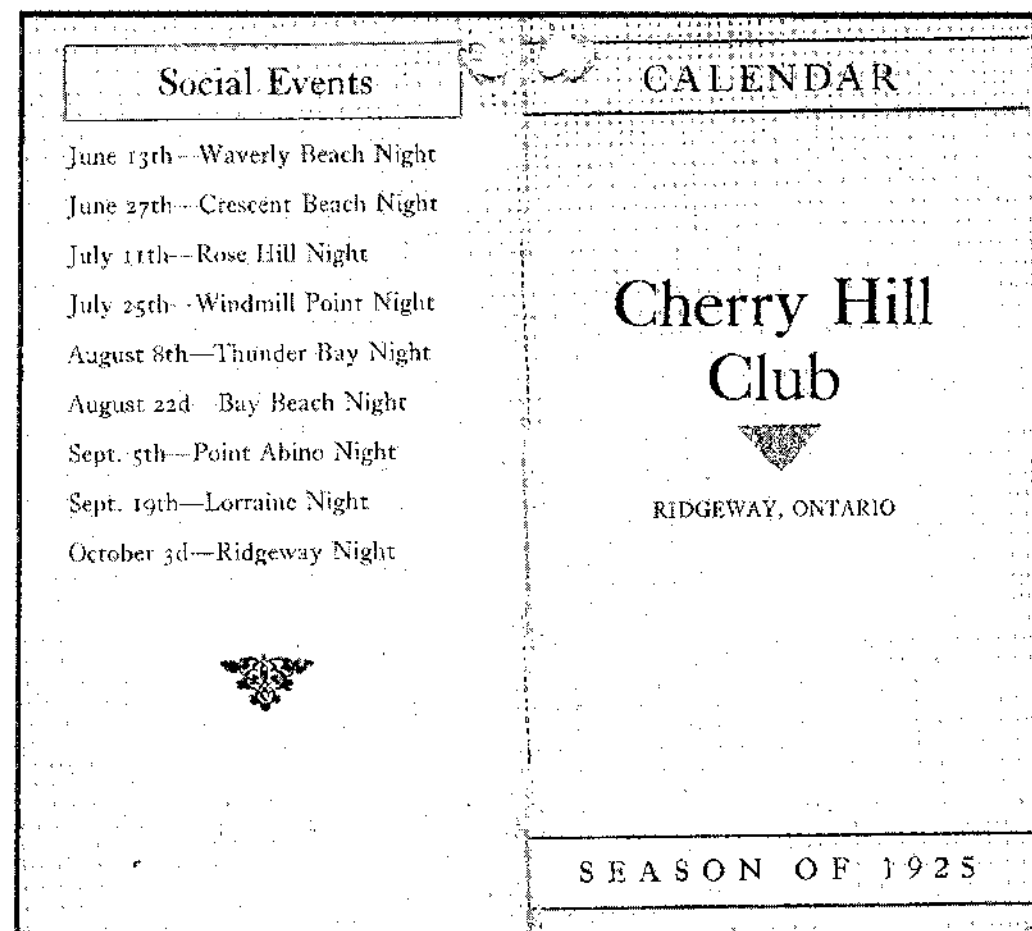 Social Events
June 13th—Waverly Beach Night
June 27th—Crescent Beach Night
July 11th—Rose Hill Night
July 25th—Windmill Point Night
August 8th—Thunder Bay Night
August 22d—Bay Beach Night
Sept. 5th—Point Abino Night
Sept. 19th—Lorraine Night
October 3d—Ridgeway Night
CALENDAR
Cherry Hill
Club
RIDGEWAY, ONTARIO
SEASON OF 1925